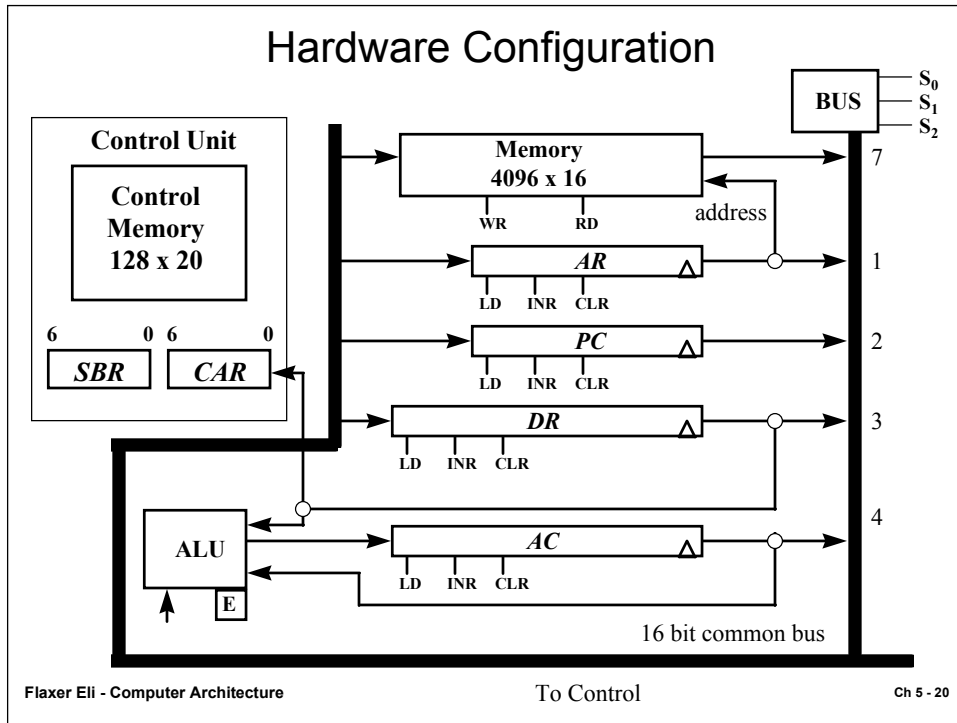 Hardware Configuration
BUS
S0
S1
S2
Control Unit
Control
Memory
128 x 20
6 0 6 0
SBR CAR
Memory
4096 x 16
WR RD
address
7
AR
LD INR CLR
1
PC
LD INR CLR
2
DR
LD INR CLR
3
ALU
E
AC
LD INR CLR
4
16 bit common bus
Flaxer Eli - Computer Architecture
To Control
Ch 5 - 20